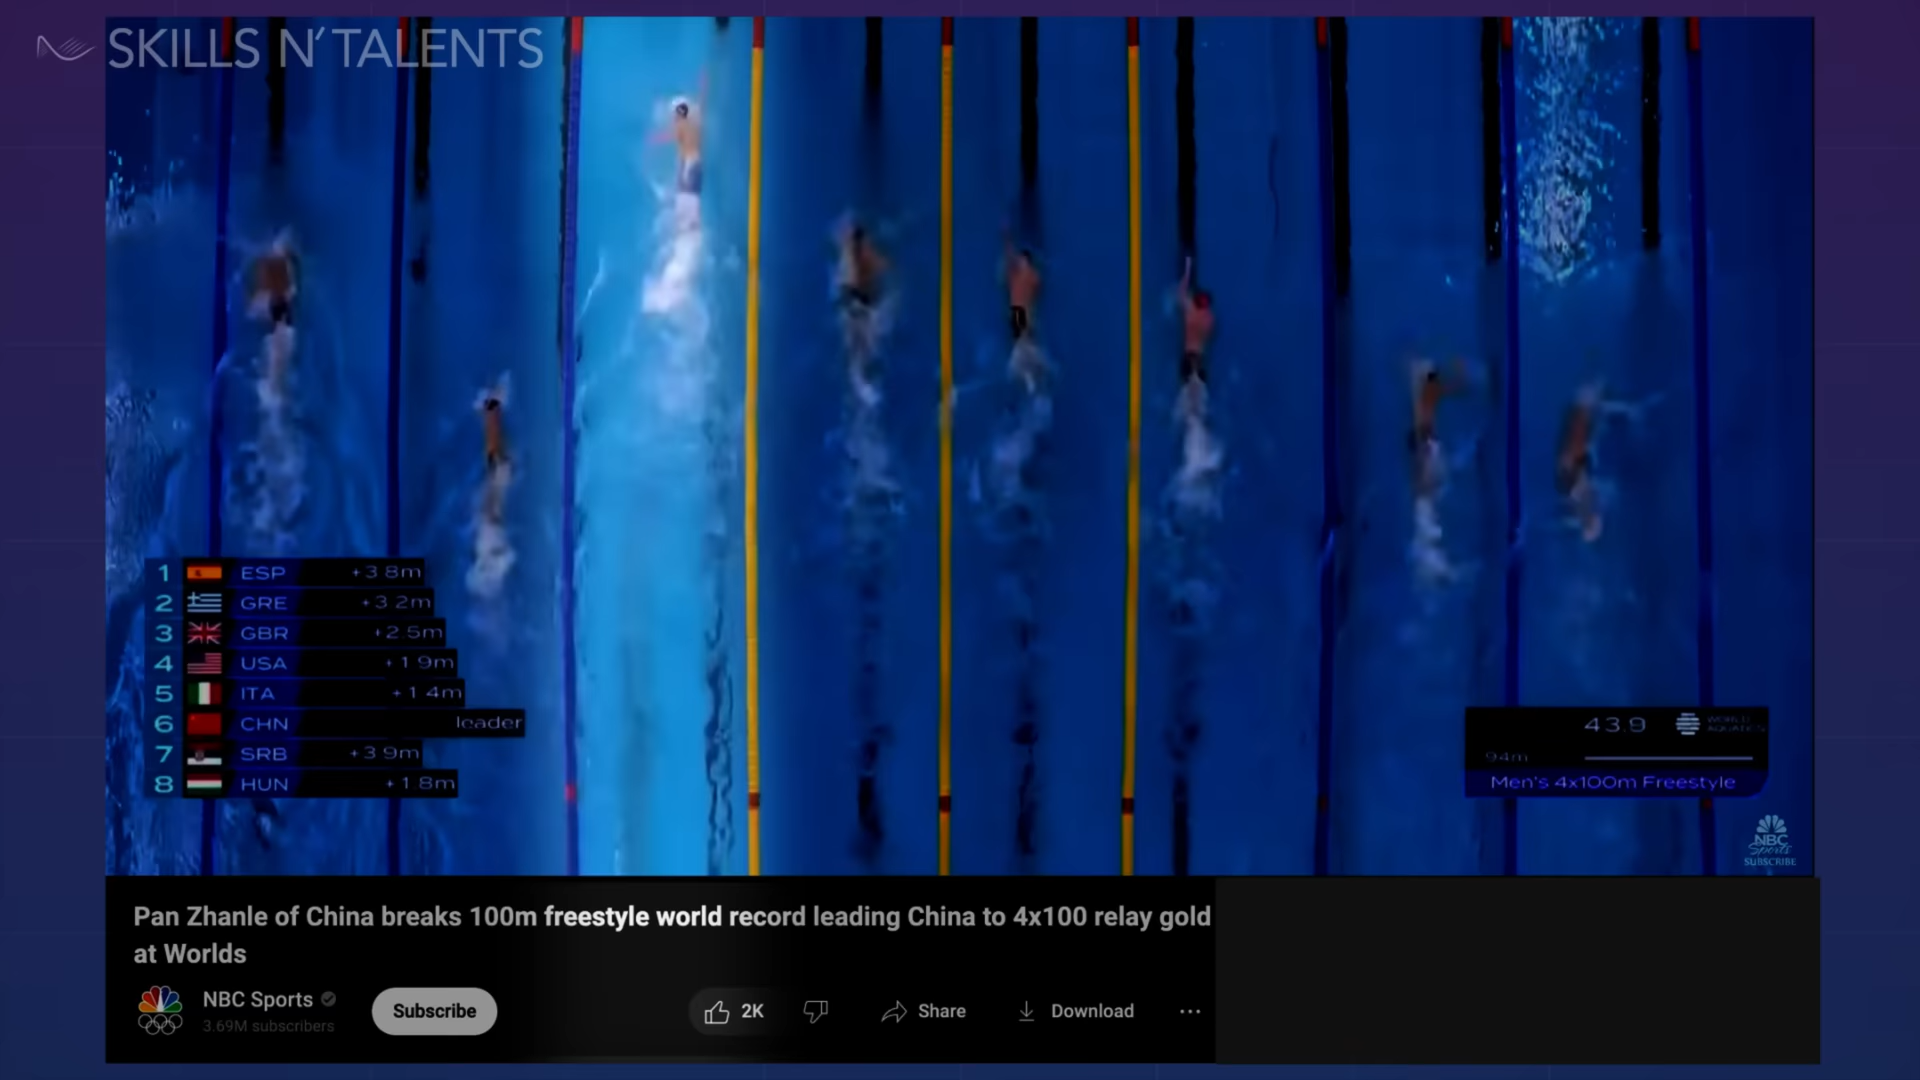 SKILLS N'TALENTS
1 ESP +3.8m
2 GRE +3.2m
3 GBR +2.5m
4 USA +1.9m
5 ITA +1.4m
6 CHN leader
7 SRB +3.9m
8 HUN +1.8m
43.9 WORLD AQUATICS
94m
Men's 4x100m Freestyle
NBC
Sports
SUBSCRIBE
Pan Zhanle of China breaks 100m freestyle world record leading China to 4x100 relay gold
at Worlds
NBC Sports
3.69M subscribers
Subscribe
2K
Share
Download